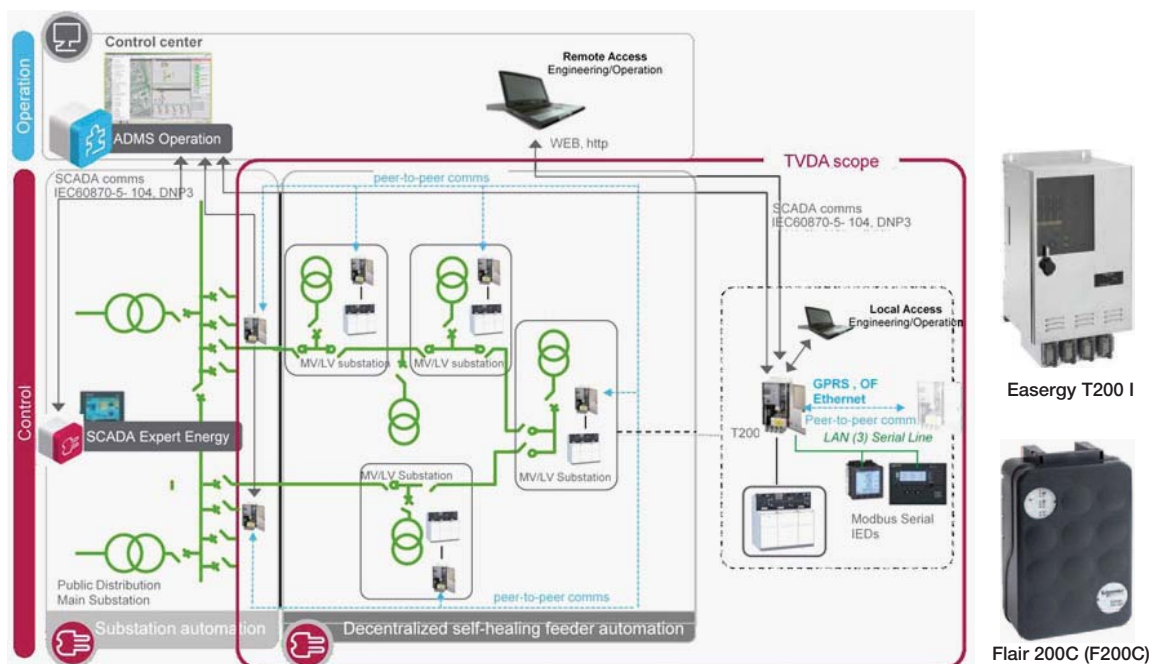 Operation
Control center
ADMS Operation
Remote Access
Engineering/Operation
WEB, http
Control
SCADA comms
IEC60870-5- 104, DNP3
TVDA scope
peer-to-peer comms
SCADA comms
IEC60870-5- 104, DNP3
MV/LV substation
MV/LV substation
MV/LV Substation
MV/LV Substation
Local Access
Engineering/Operation
GPRS , OF
Ethernet
T200
Peer-to-peer comm
LAN (3) Serial Line
Modbus Serial
IEDs
SCADA Expert Energy
Public Distribution
Main Substation
peer-to-peer comms
Substation automation
Decentralized self-healing feeder automation
Easergy T200 I
Flair 200C (F200C)